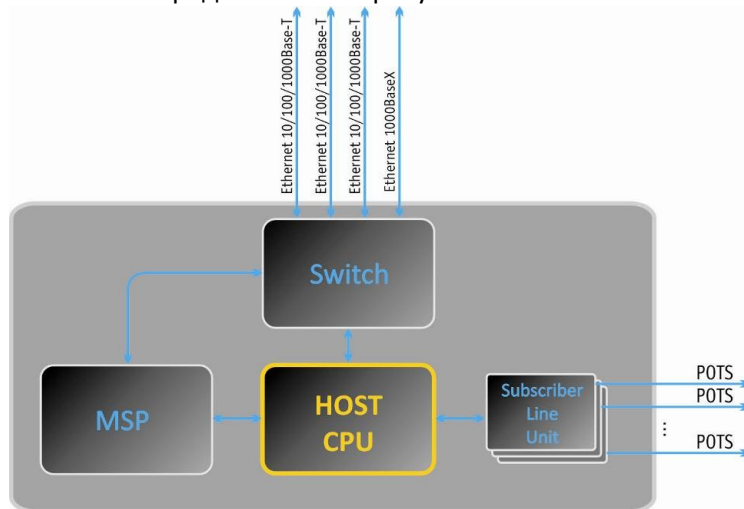 Ethernet 10/100/1000Base-T
Ethernet 10/100/1000Base-T
Ethernet 10/100/1000Base-T
Ethernet 1000BaseX
Switch
MSP
HOST
CPU
Subscriber
Line
Unit
POTS
POTS
...
POTS